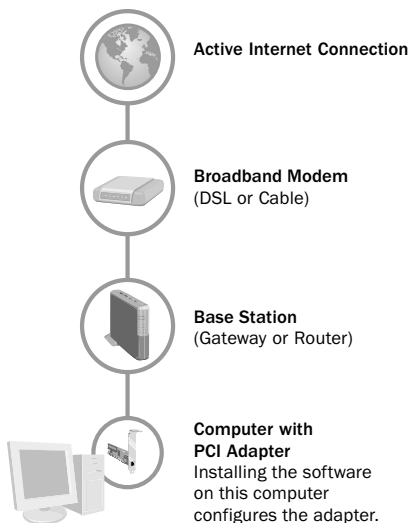 Active Internet Connection
Broadband Modem
(DSL or Cable)
Base Station
(Gateway or Router)
Computer with
PCI Adapter
Installing the software
on this computer
configures the adapter.